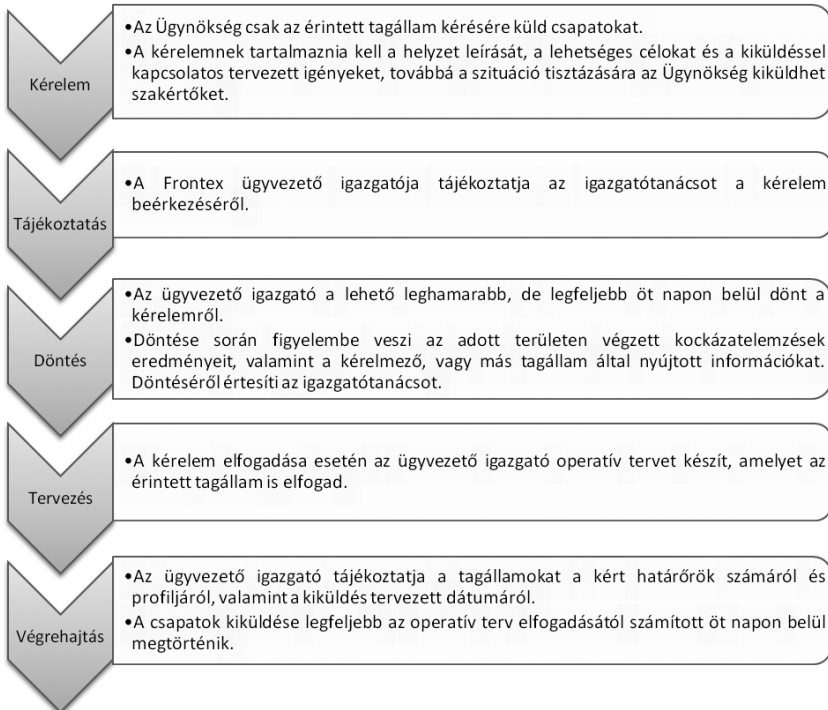 Kérelem
•Az Ügynökség csak az érintett tagállam kérésére küld csapatokat.
•A kérelemnek tartalmaznia kell a helyzet leírását, a lehetséges célokat és a kiküldéssel
kapcsolatos tervezett igényeket, továbbá a szituáció tisztázására az Ügynökség kiküldhet
szakértőket.
Tájékoztatás
•A Frontex ügyvezető igazgatója tájékoztatja az igazgatótanácsot a kérelem
beérkezéséről.
Döntés
•Az ügyvezető igazgató a lehető leghamarabb, de legfeljebb öt napon belül dönt a
kérelemről.
•Döntése során figyelembe veszi az adott területen végzett kockázatelemzések
eredményeit, valamint a kérelmező, vagy más tagállam által nyújtott információkat.
Döntéséről értesíti az igazgatótanácsot.
Tervezés
•A kérelem elfogadása esetén az ügyvezető igazgató operatív tervet készít, amelyet az
érintett tagállam is elfogad.
Végrehajtás
•Az ügyvezető igazgató tájékoztatja a tagállamokat a kért határőrök számáról és
profiljáról, valamint a kiküldés tervezett dátumáról.
•A csapatok kiküldése legfeljebb az operatív terv elfogadásától számított öt napon belül
megtörténik.